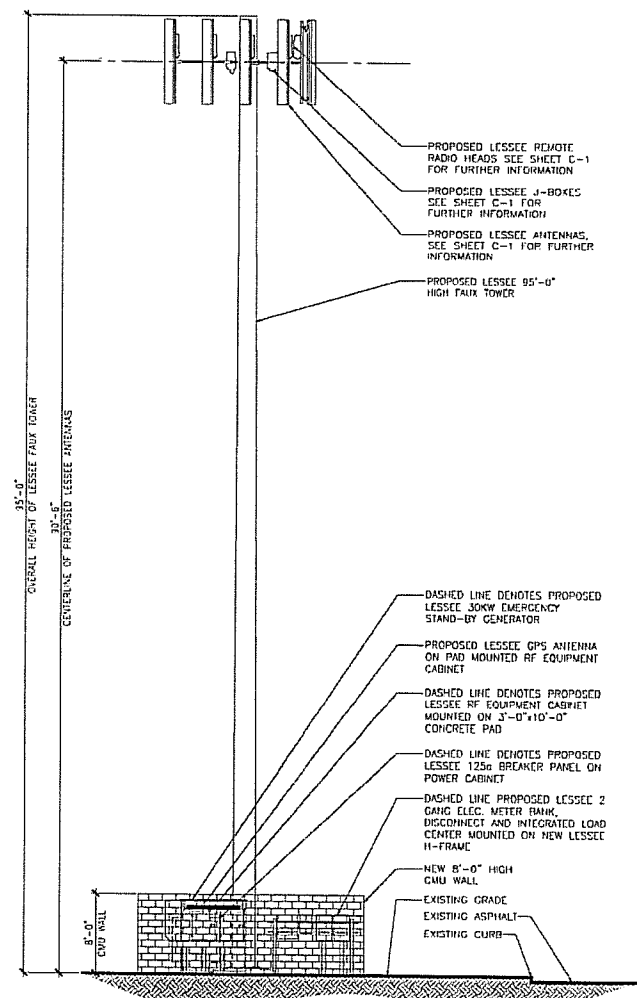 PROPOSED LESSEE REMOTE
RADIO HEADS SEE SHEET C-1
FOR FURTHER INFORMATION
PROPOSED LESSEE J-BOXES
SEE SHEET C-1 FOR
FURTHER INFORMATION
PROPOSED LESSEE ANTENNAS,
SEE SHEET C-1 FOR FURTHER
INFORMATION
PROPOSED LESSEE 95'-0"
HIGH FAUX TOWER
95'-0"
OVERALL HEIGHT OF LESSEE FAUX TOWER
90'-6"
CENTERLINE OF PROPOSED LESSEE ANTENNAS
DASHED LINE DENOTES PROPOSED
LESSEE 30KW EMERGENCY
STAND-BY GENERATOR
PROPOSED LESSEE GPS ANTENNA
ON PAD MOUNTED RF EQUIPMENT
CABINET
DASHED LINE DENOTES PROPOSED
LESSEE RF EQUIPMENT CABINET
MOUNTED ON 3'-0"x10'-0"
CONCRETE PAD
DASHED LINE DENOTES PROPOSED
LESSEE 125a BREAKER PANEL ON
POWER CABINET
DASHED LINE PROPOSED LESSEE 2
GANG ELEC. METER BANK,
DISCONNECT AND INTEGRATED LOAD
CENTER MOUNTED ON NEW LESSEE
H-FRAME
NEW 8'-0" HIGH
CMU WALL
EXISTING GRADE
EXISTING ASPHALT
EXISTING CURB
8'-0"
CMU WALL